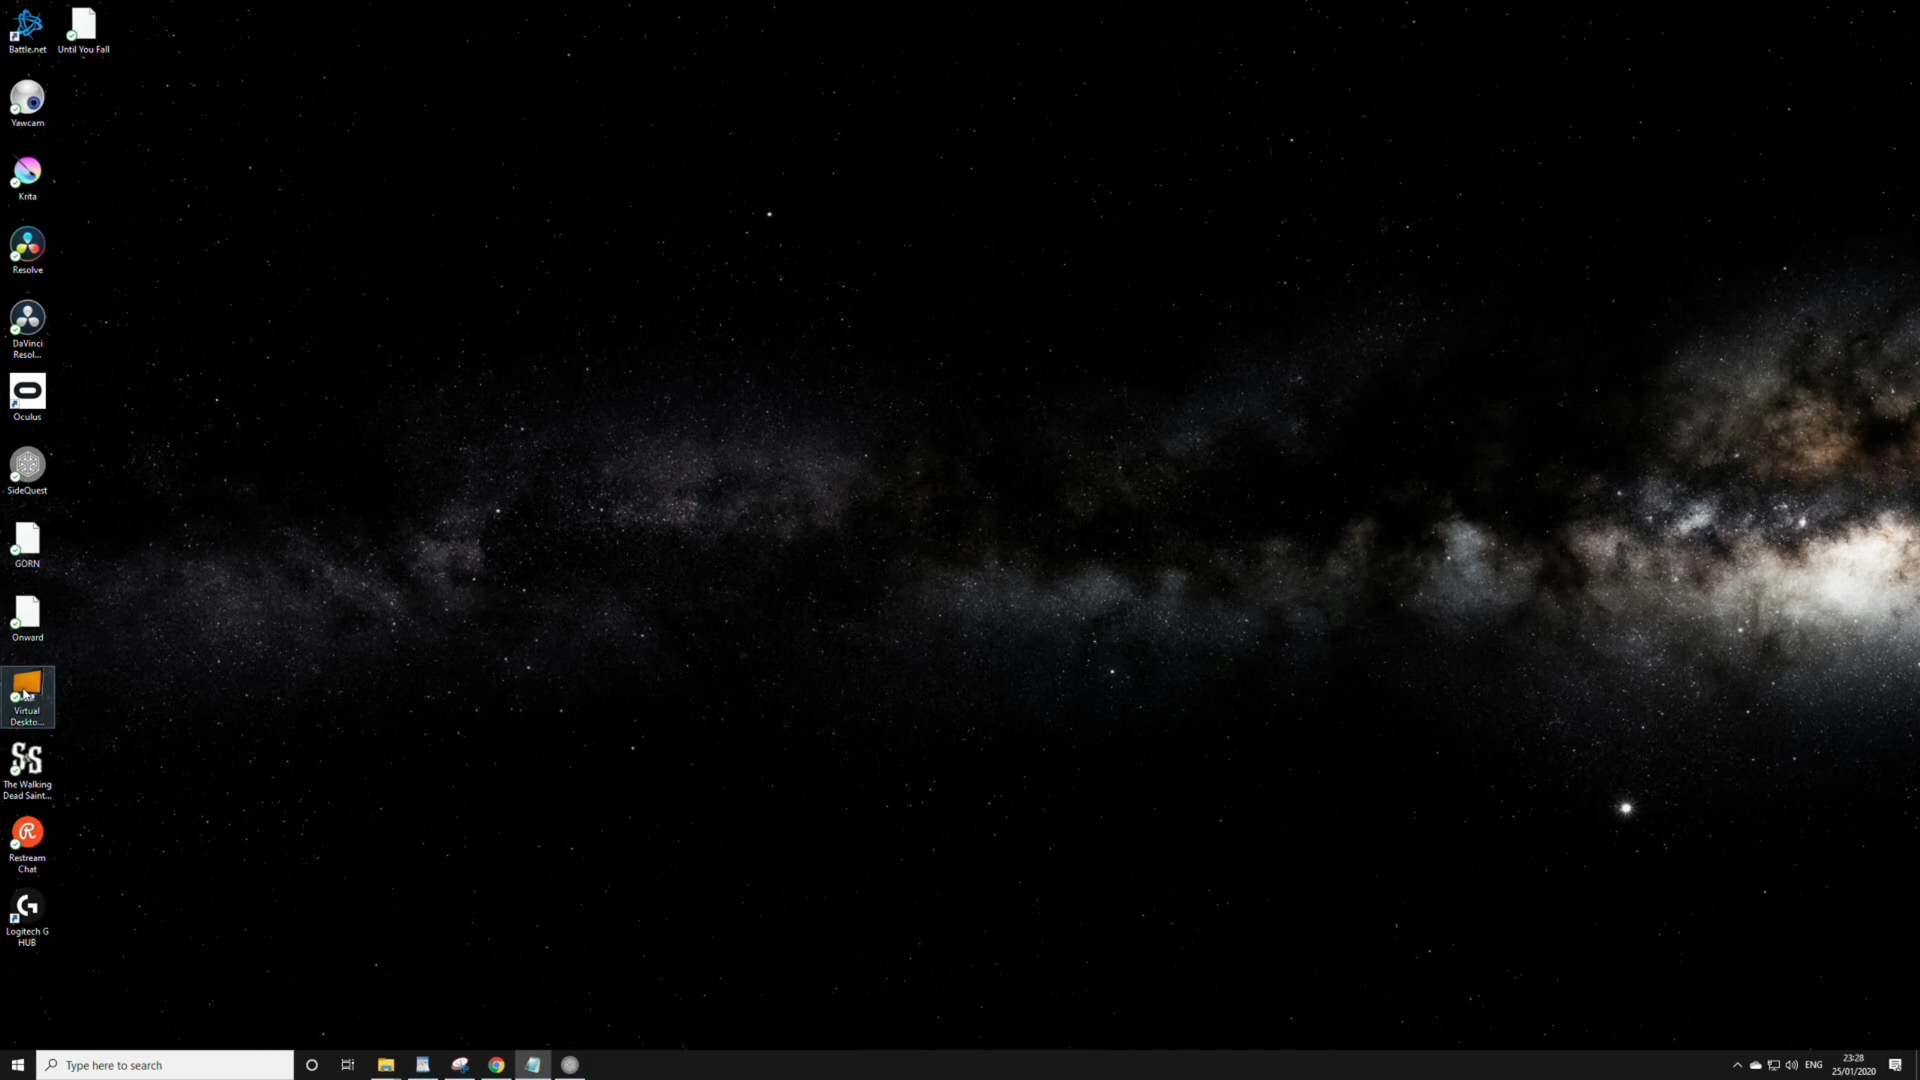 Battle.net
Until You Fall
Yawcam
Krita
Resolve
DaVinci
Resol...
Oculus
SideQuest
GORN
Onward
Virtual
Deskto...
The Walking
Dead Saint...
Restream
Chat
Logitech G
HUB
Type here to search
ENG
23:28
25/01/2020